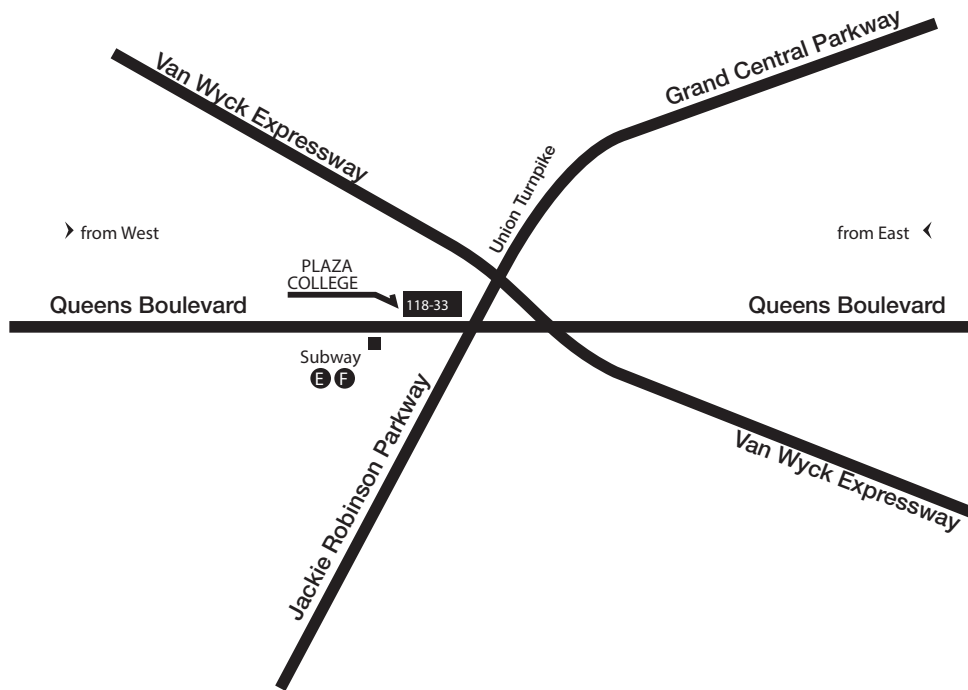 Grand Central Parkway
Van Wyck Expressway
Union Turnpike
from West
from East
PLAZA
COLLEGE
118-33
Queens Boulevard
Queens Boulevard
Subway
E F
Jackie Robinson Parkway
Van Wyck Expressway